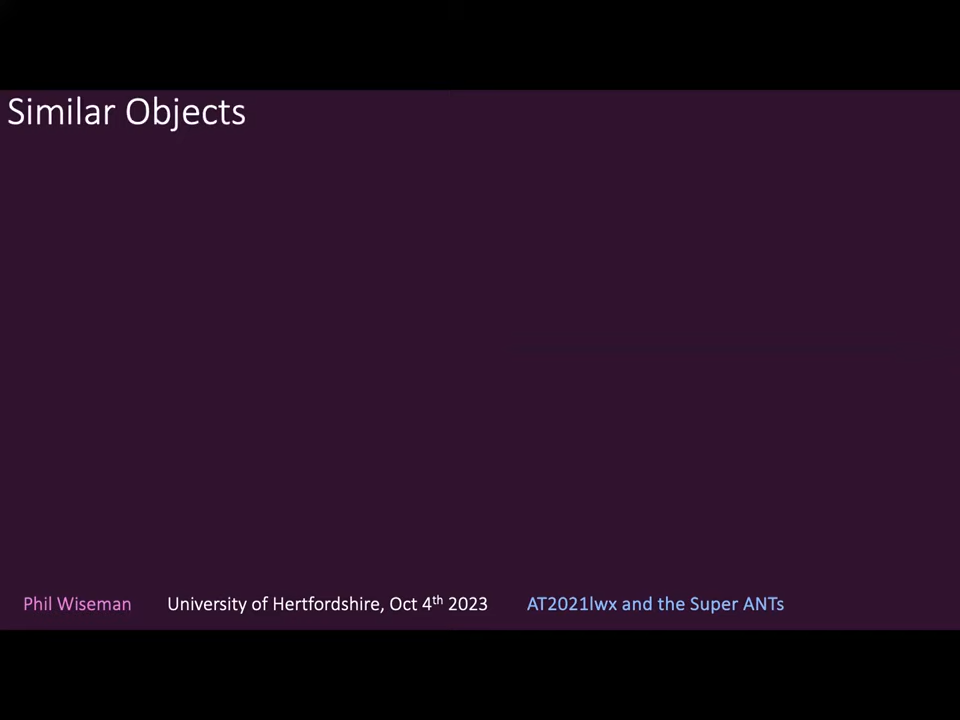 Similar Objects
Phil Wiseman University of Hertfordshire, Oct 4th 2023 AT2021lwx and the Super ANTs